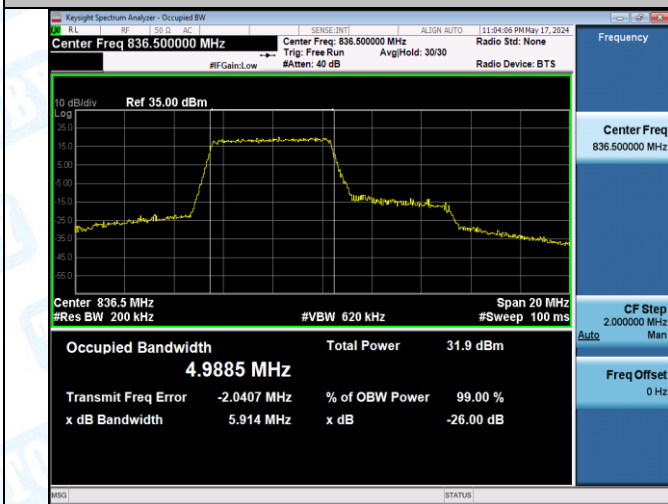 Keysight Spectrum Analyzer - Occupied BW
RL RF 50 Ω AC SENSE:INT ALIGN AUTO 11:04:06 PM May 17, 2024
Center Freq 836.500000 MHz Center Freq: 836.500000 MHz Radio Std: None Frequency
Trig: Free Run Avg|Hold: 30/30
#IFGain:Low #Atten: 40 dB Radio Device: BTS
10 dB/div Ref 35.00 dBm
Log
25.0
15.0
5.00
-5.00
-15.0
-25.0
-35.0
-45.0
-55.0
Center Freq
836.500000 MHz
Center 836.5 MHz Span 20 MHz
#Res BW 200 kHz #VBW 620 kHz #Sweep 100 ms
CF Step
2.000000 MHz
Auto Man
Occupied Bandwidth Total Power 31.9 dBm
4.9885 MHz
Freq Offset
0 Hz
Transmit Freq Error -2.0407 MHz % of OBW Power 99.00 %
x dB Bandwidth 5.914 MHz x dB -26.00 dB
MSG STATUS